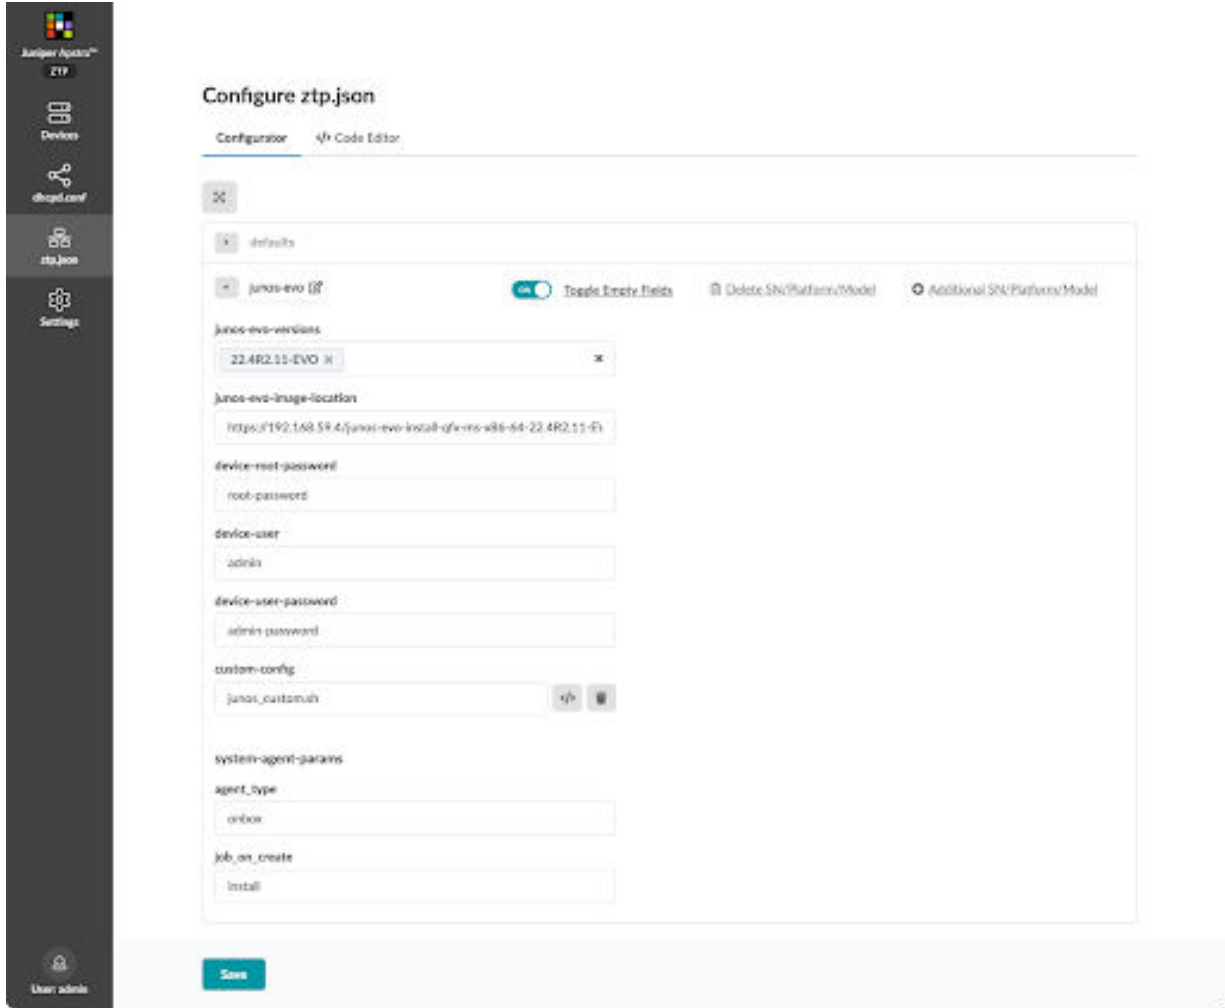 Juniper Apstra™
ZTP
Devices
dhcpd.conf
ztp.json
Settings
User: admin
Configure ztp.json
Configurator
</> Code Editor
defaults
junos-evo
ON
Toggle Empty Fields
Delete SN/Platform/Model
Additional SN/Platform/Model
junos-evo-versions
22.4R2.11-EVO ×
junos-evo-image-location
https://192.168.59.4/junos-evo-install-qfx-ms-x86-64-22.4R2.11-EV
device-root-password
root-password
device-user
admin
device-user-password
admin-password
custom-config
junos_custom.sh
</>
system-agent-params
agent_type
onbox
job_on_create
install
Save